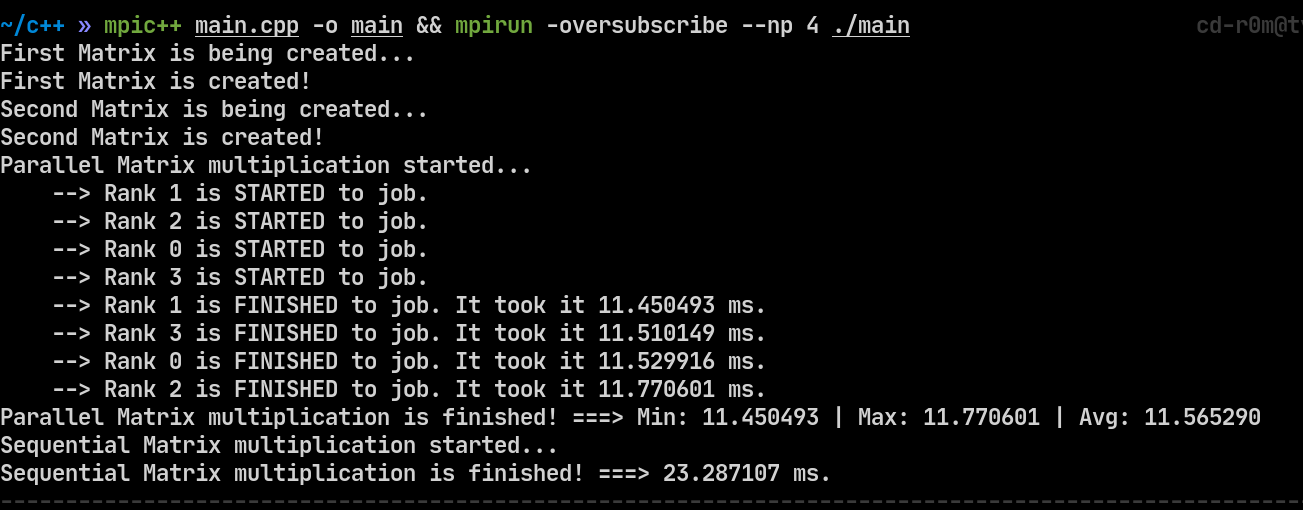 ~/c++ » mpic++ main.cpp -o main && mpirun -oversubscribe --np 4 ./main cd-r0m@t
First Matrix is being created...
First Matrix is created!
Second Matrix is being created...
Second Matrix is created!
Parallel Matrix multiplication started...
--> Rank 1 is STARTED to job.
--> Rank 2 is STARTED to job.
--> Rank 0 is STARTED to job.
--> Rank 3 is STARTED to job.
--> Rank 1 is FINISHED to job. It took it 11.450493 ms.
--> Rank 3 is FINISHED to job. It took it 11.510149 ms.
--> Rank 0 is FINISHED to job. It took it 11.529916 ms.
--> Rank 2 is FINISHED to job. It took it 11.770601 ms.
Parallel Matrix multiplication is finished! ===> Min: 11.450493 | Max: 11.770601 | Avg: 11.565290
Sequential Matrix multiplication started...
Sequential Matrix multiplication is finished! ===> 23.287107 ms.